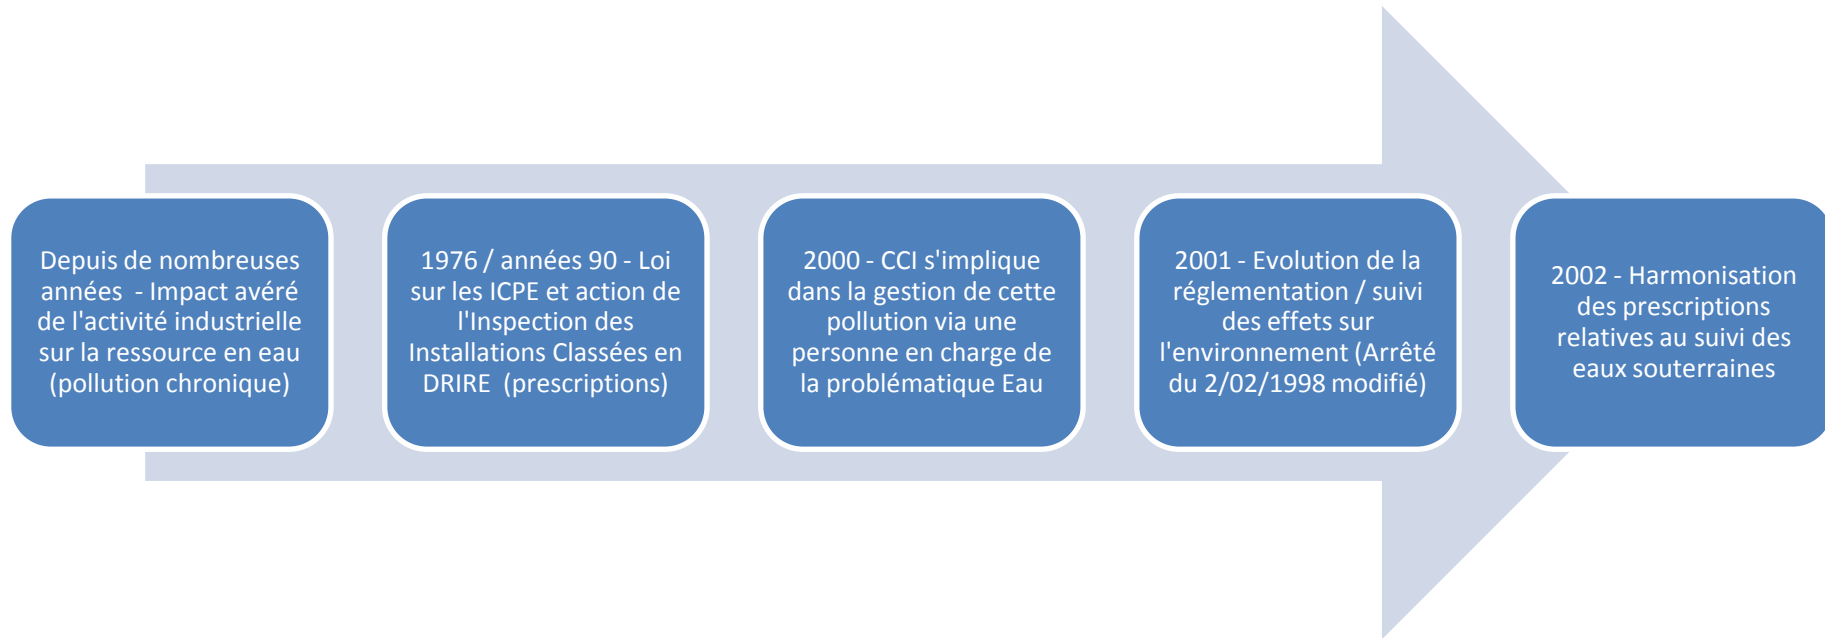 Depuis de nombreuses
années - Impact avéré
de l'activité industrielle
sur la ressource en eau
(pollution chronique)
1976 / années 90 - Loi
sur les ICPE et action de
l'Inspection des
Installations Classées en
DRIRE (prescriptions)
2000 - CCI s'implique
dans la gestion de cette
pollution via une
personne en charge de
la problématique Eau
2001 - Evolution de la
réglementation / suivi
des effets sur
l'environnement (Arrêté
du 2/02/1998 modifié)
2002 - Harmonisation
des prescriptions
relatives au suivi des
eaux souterraines